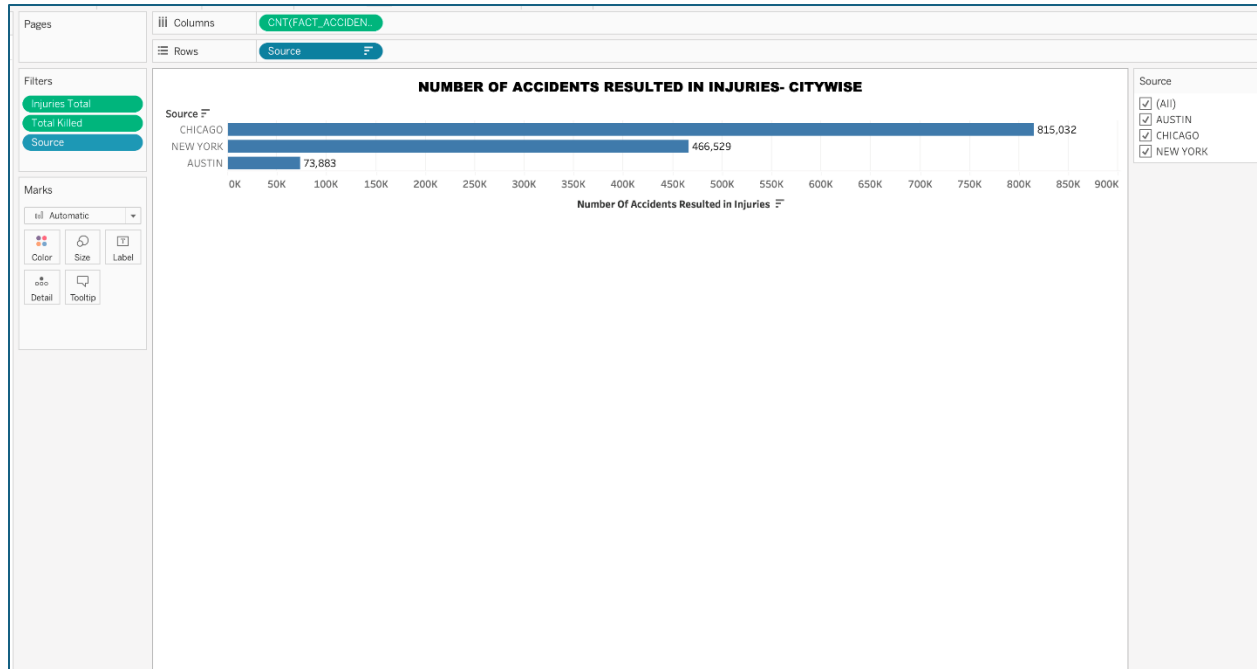 Pages
Columns
CNT(FACT_ACCIDEN..
Rows
Source
Filters
Injuries Total
Total Killed
Source
Marks
Automatic
Color Size Label
Detail Tooltip
NUMBER OF ACCIDENTS RESULTED IN INJURIES- CITYWISE
Source
CHICAGO 815,032
NEW YORK 466,529
AUSTIN 73,883
0K 50K 100K 150K 200K 250K 300K 350K 400K 450K 500K 550K 600K 650K 700K 750K 800K 850K 900K
Number Of Accidents Resulted in Injuries
Source
(All)
AUSTIN
CHICAGO
NEW YORK